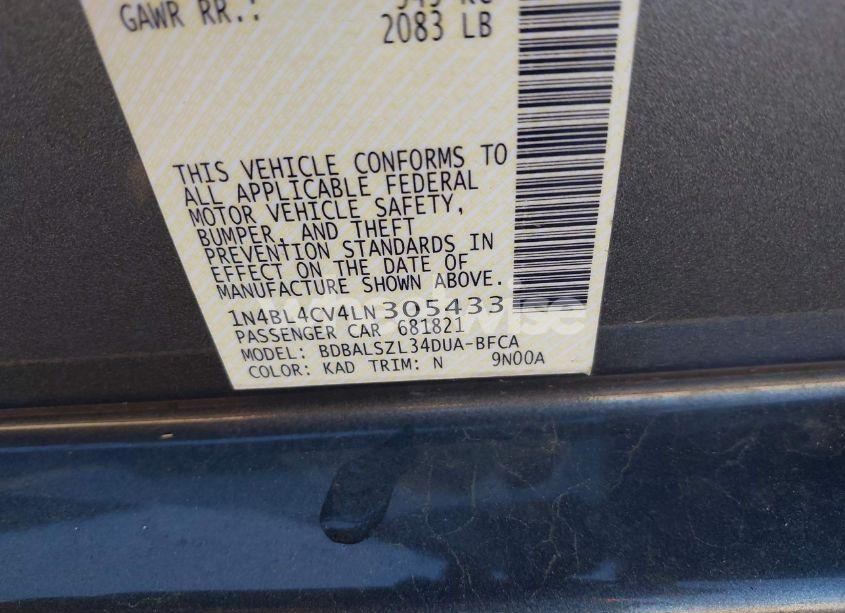 GAWR RR.:
2083 LB
THIS VEHICLE CONFORMS TO
ALL APPLICABLE FEDERAL
MOTOR VEHICLE SAFETY,
BUMPER, AND THEFT
PREVENTION STANDARDS IN
EFFECT ON THE DATE OF
MANUFACTURE SHOWN ABOVE.
1N4BL4CV4LN305433
PASSENGER CAR 681821
MODEL: BDBALSZL34DUA-BFCA
COLOR: KAD TRIM: N 9N00A